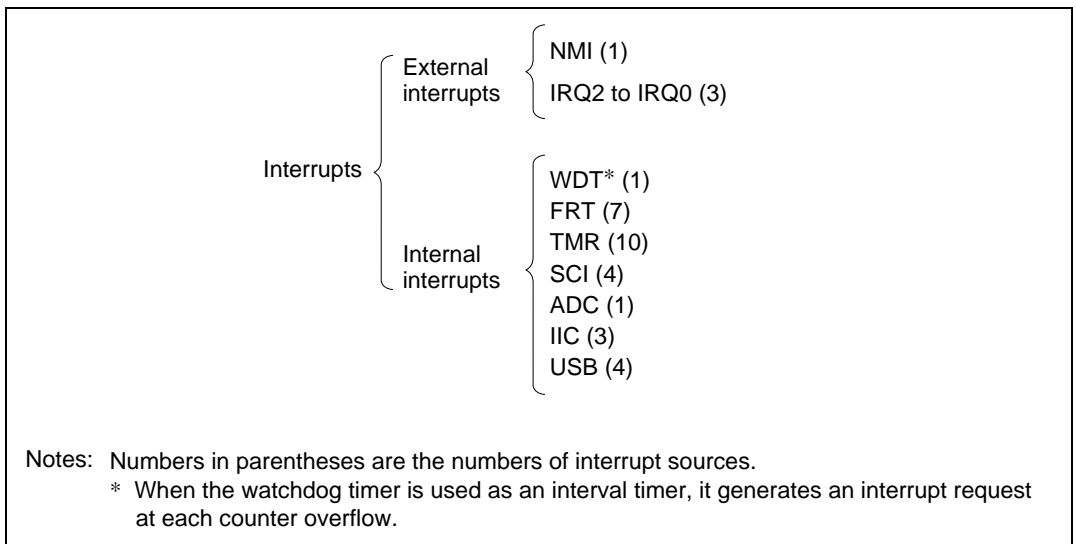 External
interrupts
NMI (1)
IRQ2 to IRQ0 (3)
Interrupts
Internal
interrupts
WDT* (1)
FRT (7)
TMR (10)
SCI (4)
ADC (1)
IIC (3)
USB (4)
Notes: Numbers in parentheses are the numbers of interrupt sources.
* When the watchdog timer is used as an interval timer, it generates an interrupt request
at each counter overflow.